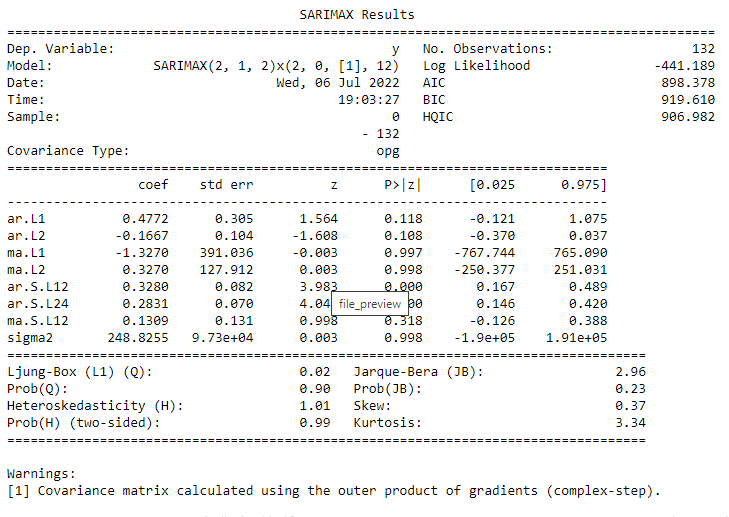 SARIMAX Results
==========================================================================================
Dep. Variable:                                  y   No. Observations:                  132
Model:             SARIMAX(2, 1, 2)x(2, 0, [1], 12)   Log Likelihood                -441.189
Date:                            Wed, 06 Jul 2022   AIC                            898.378
Time:                                    19:03:27   BIC                            919.610
Sample:                                         0   HQIC                           906.982
- 132
Covariance Type:                              opg
==============================================================================
coef    std err          z      P>|z|      [0.025      0.975]
------------------------------------------------------------------------------
ar.L1          0.4772      0.305      1.564      0.118      -0.121       1.075
ar.L2         -0.1667      0.104     -1.608      0.108      -0.370       0.037
ma.L1         -1.3270    391.036     -0.003      0.997    -767.744     765.090
ma.L2          0.3270    127.912      0.003      0.998    -250.377     251.031
ar.S.L12       0.3280      0.082      3.983      0.000       0.167       0.489
ar.S.L24       0.2831      0.070      4.04 file_preview 00       0.146       0.420
ma.S.L12       0.1309      0.131      0.998      0.318      -0.126       0.388
sigma2       248.8255   9.73e+04      0.003      0.998    -1.9e+05    1.91e+05
===================================================================================
Ljung-Box (L1) (Q):                   0.02   Jarque-Bera (JB):                 2.96
Prob(Q):                              0.90   Prob(JB):                         0.23
Heteroskedasticity (H):               1.01   Skew:                             0.37
Prob(H) (two-sided):                  0.99   Kurtosis:                         3.34
===================================================================================
Warnings:
[1] Covariance matrix calculated using the outer product of gradients (complex-step).